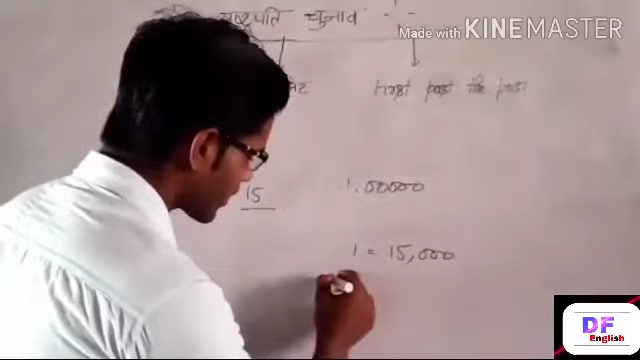 राष्ट्रपति चुनाव
Made with KINEMASTER
First past the post
15
1,00000
1 = 15,000
DF
English